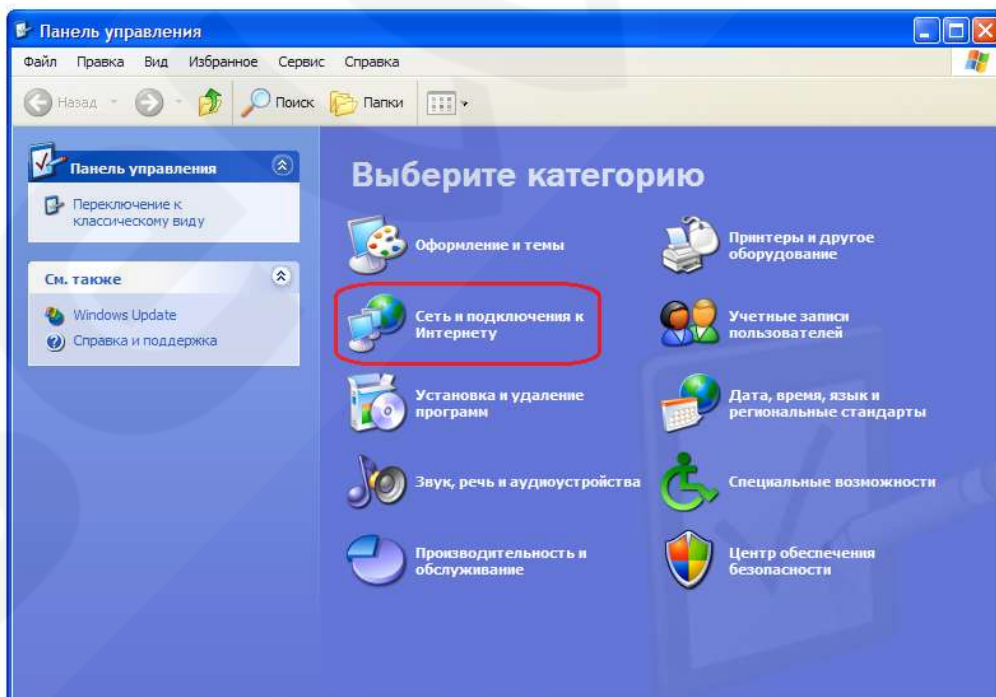 Панель управления
Файл Правка Вид Избранное Сервис Справка
Назад Поиск Папки
Панель управления
Переключение к
классическому виду
См. также
Windows Update
Справка и поддержка
Выберите категорию
Оформление и темы
Принтеры и другое
оборудование
Сеть и подключения к
Интернету
Учетные записи
пользователей
Установка и удаление
программ
Дата, время, язык и
региональные стандарты
Звук, речь и аудиоустройства
Специальные возможности
Производительность и
обслуживание
Центр обеспечения
безопасности